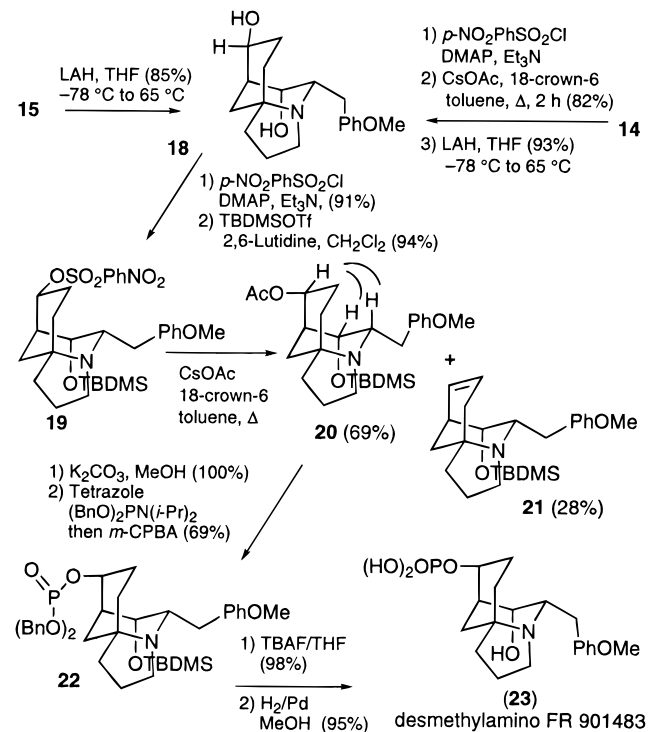 HO
H
N
HO
PhOMe
15
LAH, THF (85%)
–78 °C to 65 °C
18
1) p-NO₂PhSO₂Cl
DMAP, Et₃N
2) CsOAc, 18-crown-6
toluene, Δ, 2 h (82%)
3) LAH, THF (93%)
–78 °C to 65 °C
14
1) p-NO₂PhSO₂Cl
DMAP, Et₃N, (91%)
2) TBDMSOTf
2,6-Lutidine, CH₂Cl₂ (94%)
OSO₂PhNO₂
PhOMe
N
OTBDMS
19
CsOAc
18-crown-6
toluene, Δ
H
AcO
H
H
PhOMe
N
OTBDMS
20 (69%)
+
PhOMe
N
OTBDMS
21 (28%)
1) K₂CO₃, MeOH (100%)
2) Tetrazole
(BnO)₂PN(i-Pr)₂
then m-CPBA (69%)
O
O
P
(BnO)₂
PhOMe
N
OTBDMS
22
1) TBAF/THF
(98%)
2) H₂/Pd
MeOH (95%)
(HO)₂OPO
N
HO
PhOMe
(23)
desmethylamino FR 901483